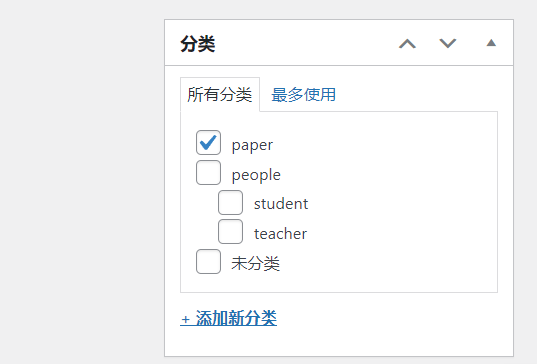 分类
所有分类 最多使用
paper
people
student
teacher
未分类
+ 添加新分类